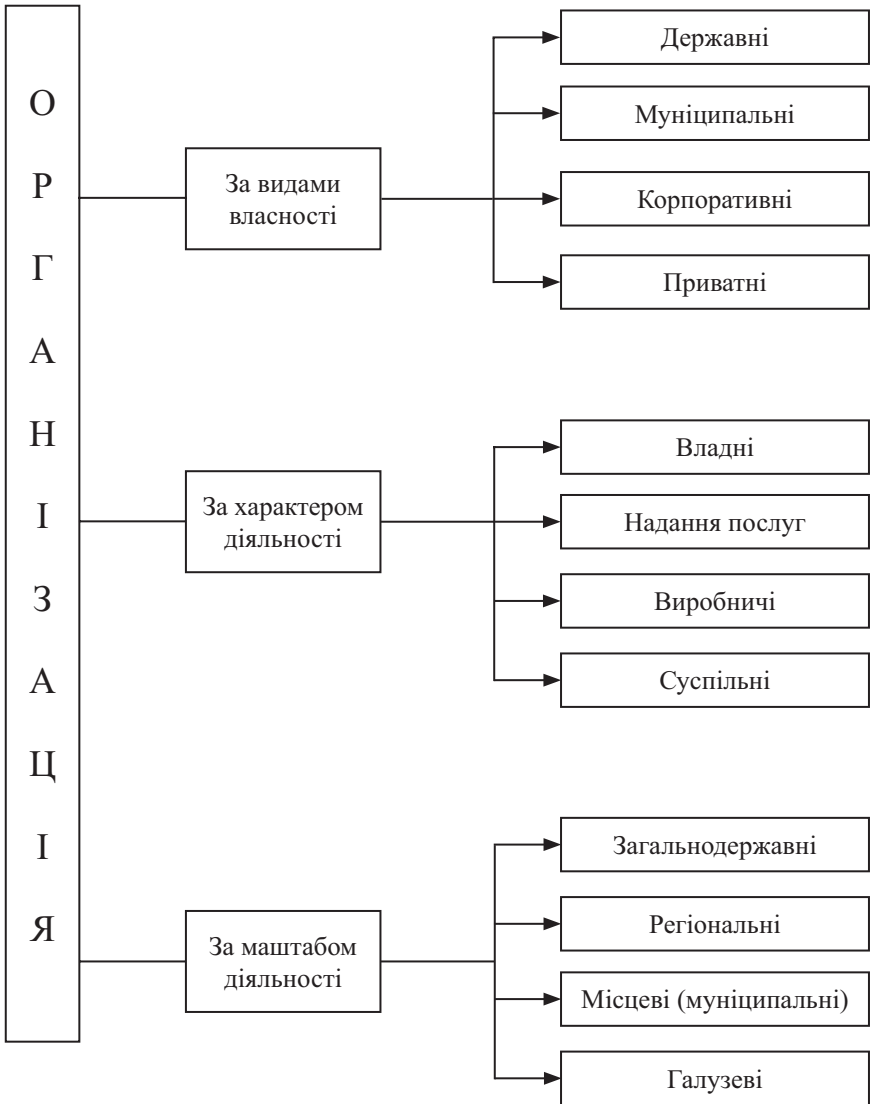 ОРГАНІЗАЦІЯ
За видами
власності
Державні
Муніципальні
Корпоративні
Приватні
За характером
діяльності
Владні
Надання послуг
Виробничі
Суспільні
За маштабом
діяльності
Загальнодержавні
Регіональні
Місцеві (муніципальні)
Галузеві